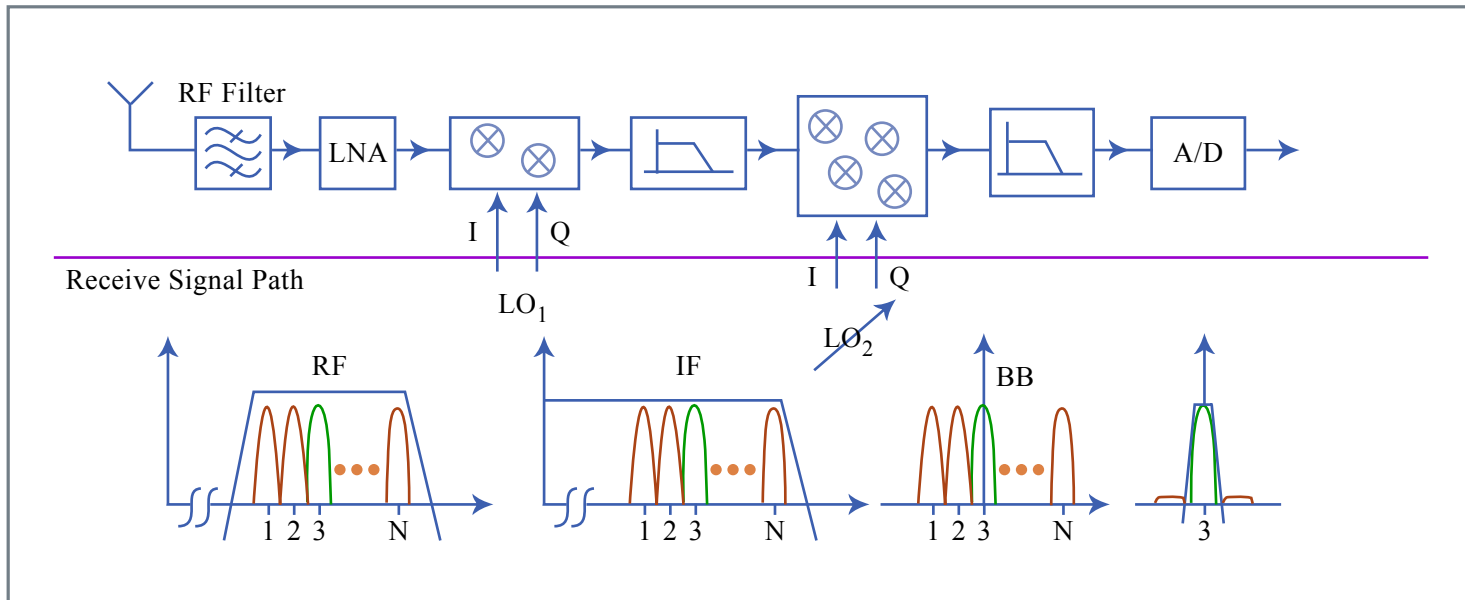 RF Filter
LNA
A/D
I Q
I Q
Receive Signal Path
LO1
LO2
RF
IF
BB
1 2 3 N
1 2 3 N
1 2 3 N
3